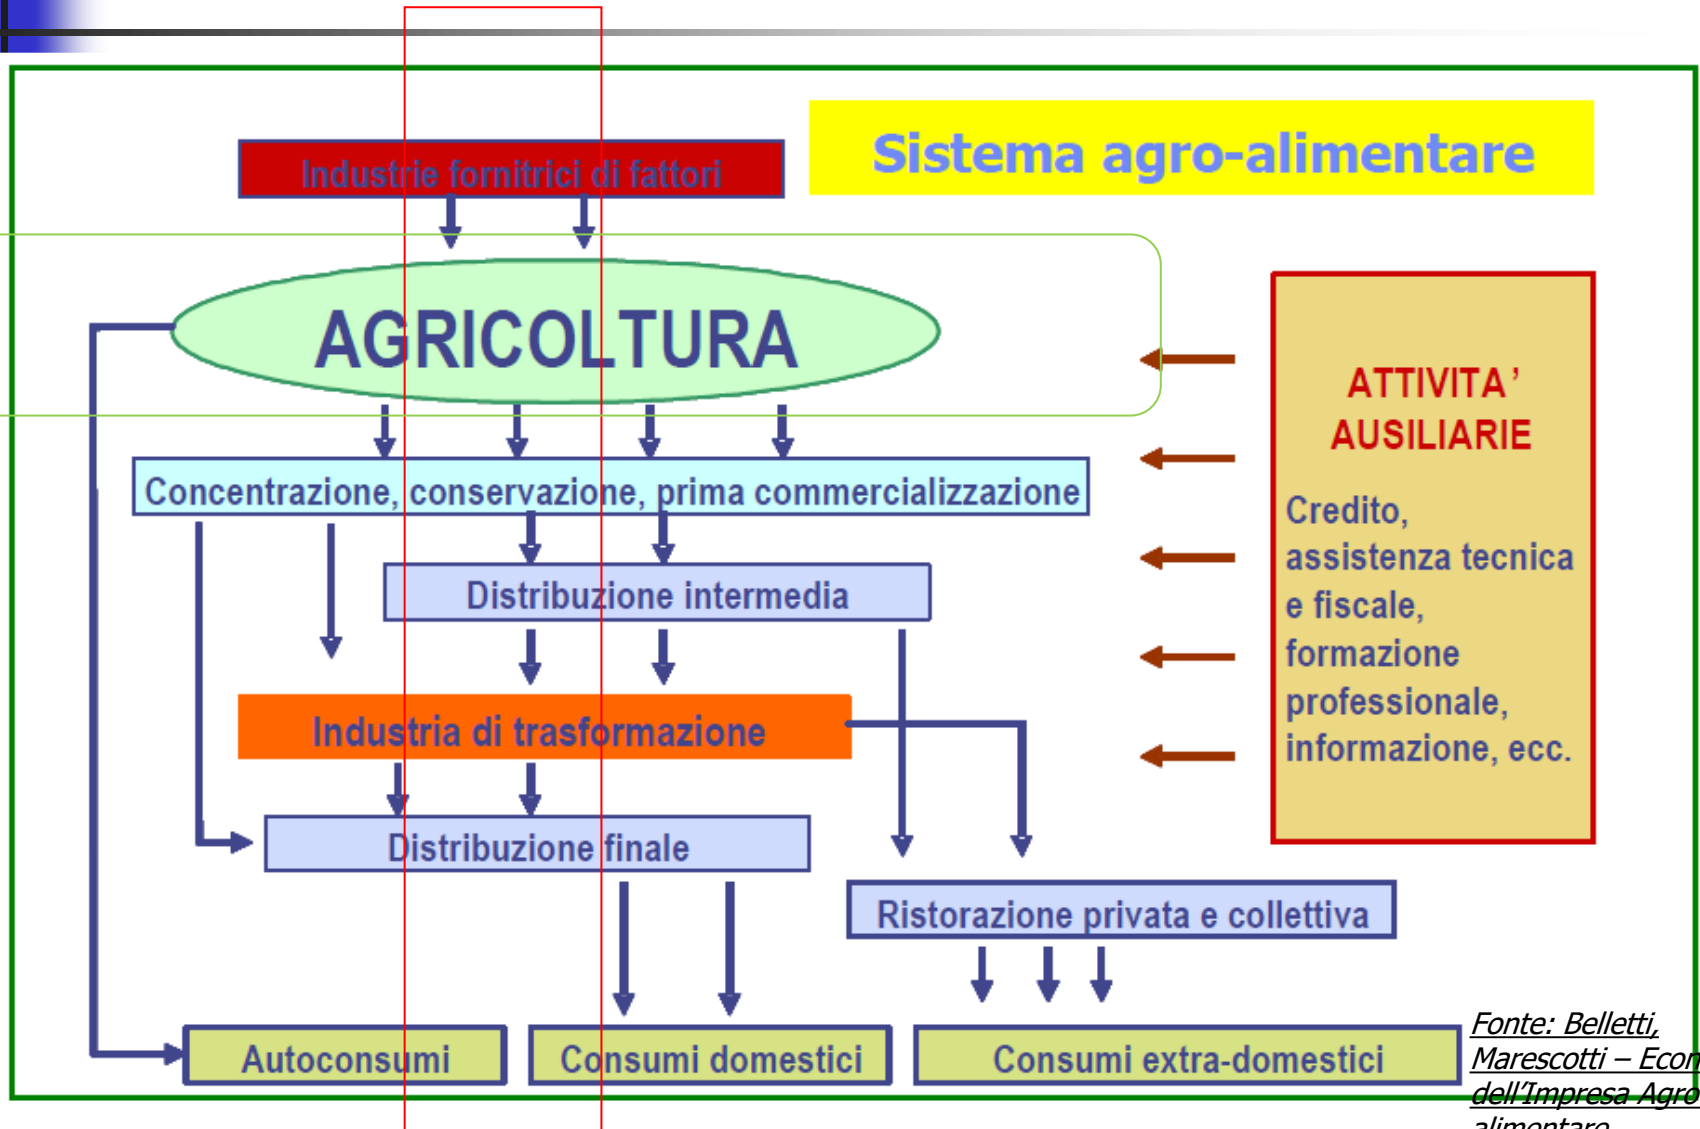 Sistema agro-alimentare
Industrie fornitrici di fattori
AGRICOLTURA
Concentrazione, conservazione, prima commercializzazione
Distribuzione intermedia
Industria di trasformazione
Distribuzione finale
Ristorazione privata e collettiva
Autoconsumi
Consumi domestici
Consumi extra-domestici
ATTIVITA’
AUSILIARIE
Credito,
assistenza tecnica
e fiscale,
formazione
professionale,
informazione, ecc.
Fonte: Belletti,
Marescotti – Econ
dell’Impresa Agro
alimentare